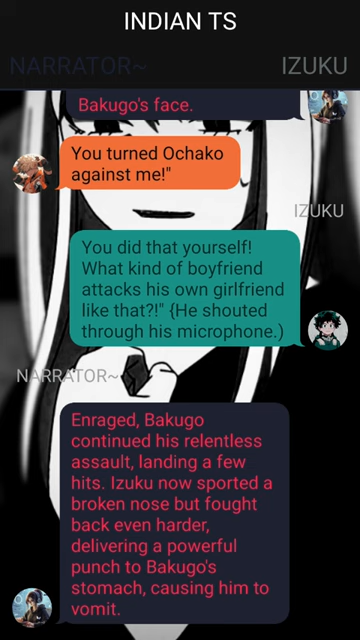 INDIAN TS
NARRATOR~ IZUKU
Bakugo's face.
You turned Ochako
against me!"
IZUKU
You did that yourself!
What kind of boyfriend
attacks his own girlfriend
like that?!" {He shouted
through his microphone.)
NARRATOR~
Enraged, Bakugo
continued his relentless
assault, landing a few
hits. Izuku now sported a
broken nose but fought
back even harder,
delivering a powerful
punch to Bakugo's
stomach, causing him to
vomit.